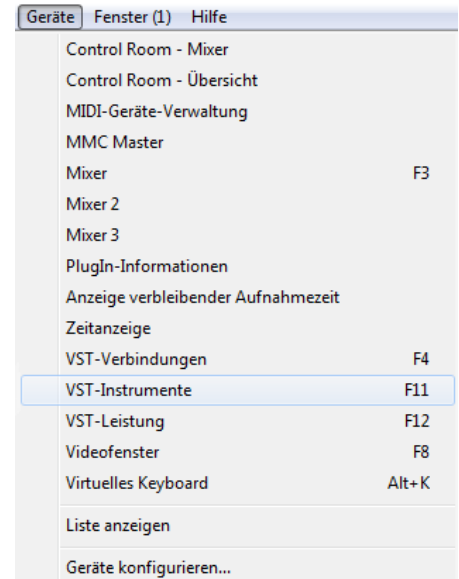 Geräte Fenster (1) Hilfe
Control Room - Mixer
Control Room - Übersicht
MIDI-Geräte-Verwaltung
MMC Master
Mixer F3
Mixer 2
Mixer 3
PlugIn-Informationen
Anzeige verbleibender Aufnahmezeit
Zeitanzeige
VST-Verbindungen F4
VST-Instrumente F11
VST-Leistung F12
Videofenster F8
Virtuelles Keyboard Alt+K
Liste anzeigen
Geräte konfigurieren...